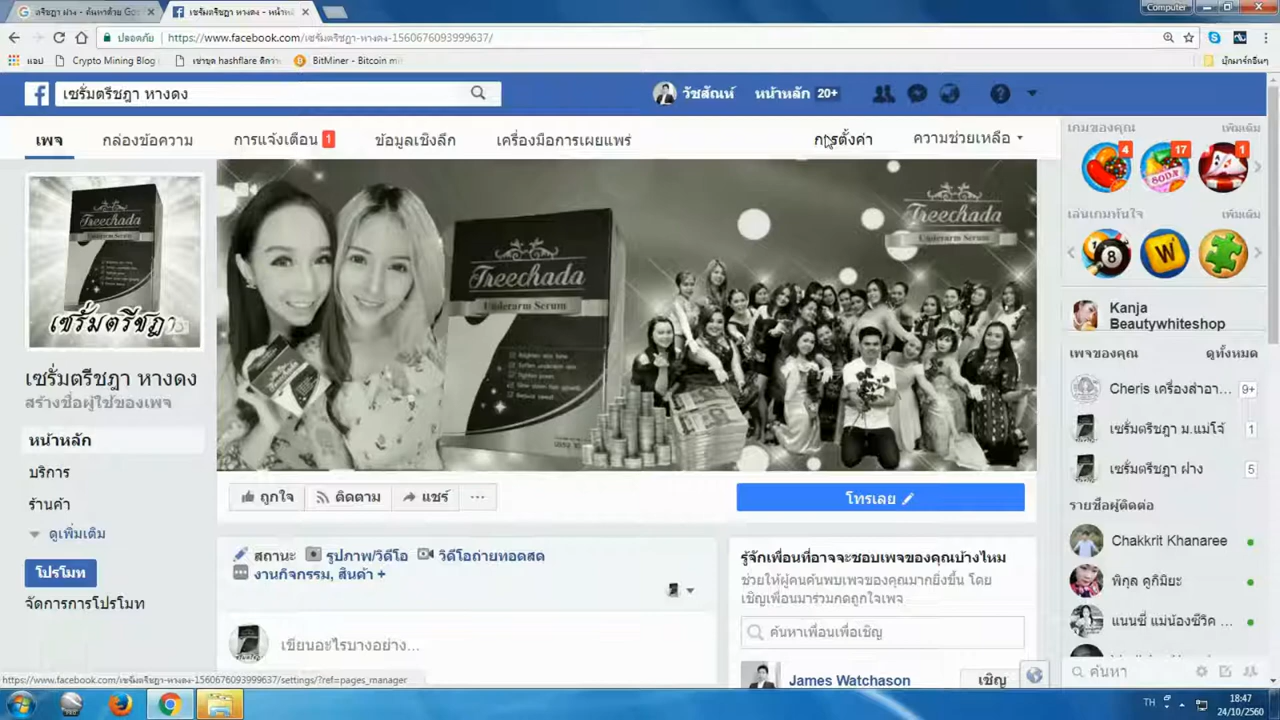 ตรีชฎา ฝาง - ค้นหาด้วย Goo
เซรั่มตรีชฎา หางดง - หน้าหลั
Computer
ปลอดภัย
https://www.facebook.com/เซรั่มตรีชฎา-หางดง-1560676093999637/
แอป
Crypto Mining Blog
เช่าขุด hashflare ดีกว่า
BitMiner - Bitcoin mi
บุ๊กมาร์กอื่นๆ
เซรั่มตรีชฎา หางดง
วัชสัณน์
หน้าหลัก 20+
เพจ
กล่องข้อความ
การแจ้งเตือน 1
ข้อมูลเชิงลึก
เครื่องมือการเผยแพร่
การตั้งค่า
ความช่วยเหลือ
เซรั่มตรีชฎา
Treechada
Underarm Serum
Treechada
Underarm Serum
เซรั่มตรีชฎา หางดง
สร้างชื่อผู้ใช้ของเพจ
หน้าหลัก
บริการ
ร้านค้า
ดูเพิ่มเติม
โปรโมท
จัดการการโปรโมท
ถูกใจ
ติดตาม
แชร์
โทรเลย
สถานะ
รูปภาพ/วิดีโอ
วิดีโอถ่ายทอดสด
งานกิจกรรม, สินค้า +
เขียนอะไรบางอย่าง...
รู้จักเพื่อนที่อาจจะชอบเพจของคุณบ้างไหม
ช่วยให้ผู้คนค้นพบเพจของคุณมากยิ่งขึ้น โดย
เชิญเพื่อนมาร่วมกดถูกใจเพจ
ค้นหาเพื่อนเพื่อเชิญ
James Watchason
เชิญ
เกมของคุณ
เพิ่มเติม
4
17
1
SODA
เล่นเกมทันใจ
เพิ่มเติม
8
W
Kanja
Beautywhiteshop
เพจของคุณ
ดูทั้งหมด
Cheris เครื่องสำอา...
9+
เซรั่มตรีชฎา ม.แม่โจ้
1
เซรั่มตรีชฎา ฝาง
5
รายชื่อผู้ติดต่อ
Chakkrit Khanaree
พิกุล ดูกิมิยะ
แนนซี่ แม่น้องชีวิต ...
ค้นหา
https://www.facebook.com/เซรั่มตรีชฎา-หางดง-1560676093999637/settings/?ref=pages_manager
TH
18:47
24/10/2560